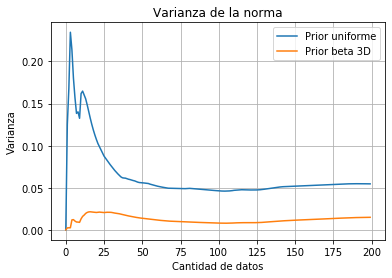 Varianza de la norma
Prior uniforme
Prior beta 3D
Varianza
0.20
0.15
0.10
0.05
0.00
0 25 50 75 100 125 150 175 200
Cantidad de datos